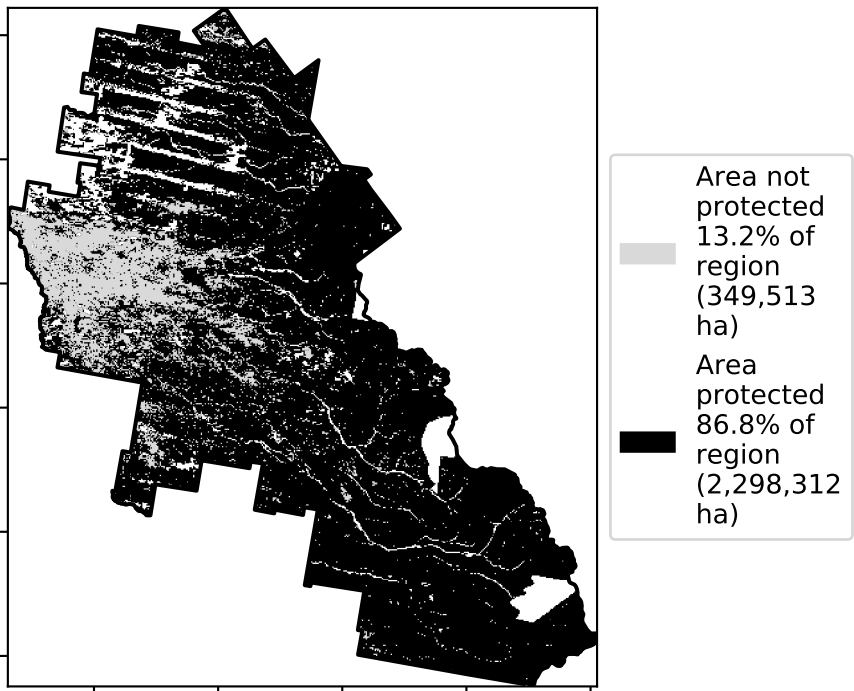 Area not
protected
13.2% of
region
(349,513
ha)
Area
protected
86.8% of
region
(2,298,312
ha)